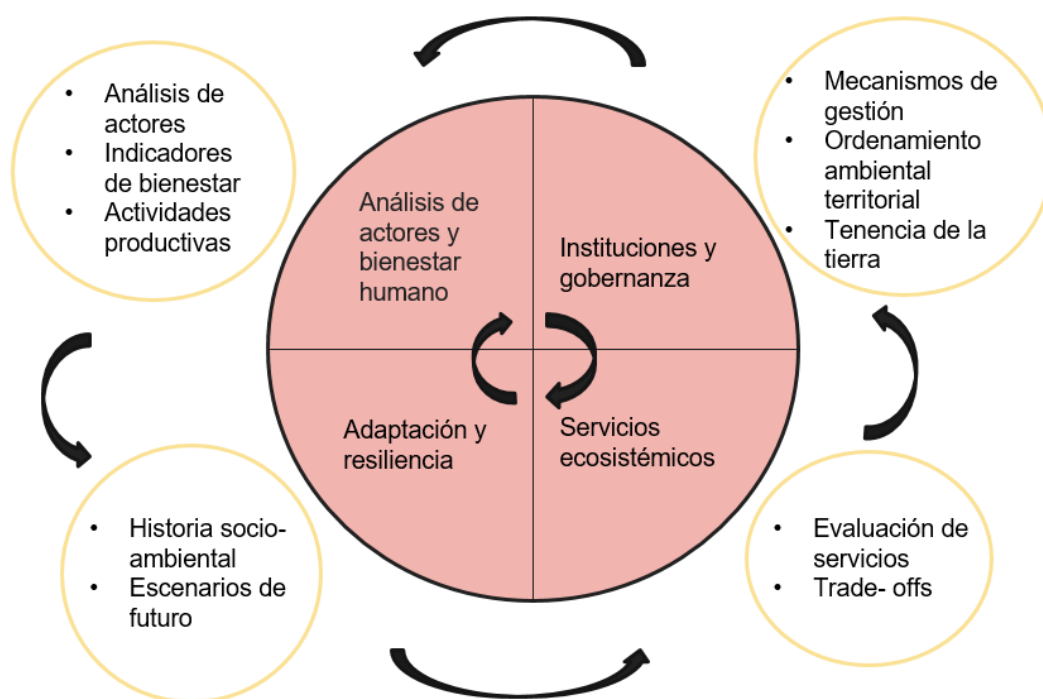 • Análisis de
actores
• Indicadores
de bienestar
• Actividades
productivas
• Mecanismos de
gestión
• Ordenamiento
ambiental
territorial
• Tenencia de la
tierra
Análisis de
actores y
bienestar
humano
Instituciones y
gobernanza
Adaptación y
resiliencia
Servicios
ecosistémicos
• Historia socio-
ambiental
• Escenarios de
futuro
• Evaluación de
servicios
• Trade- offs